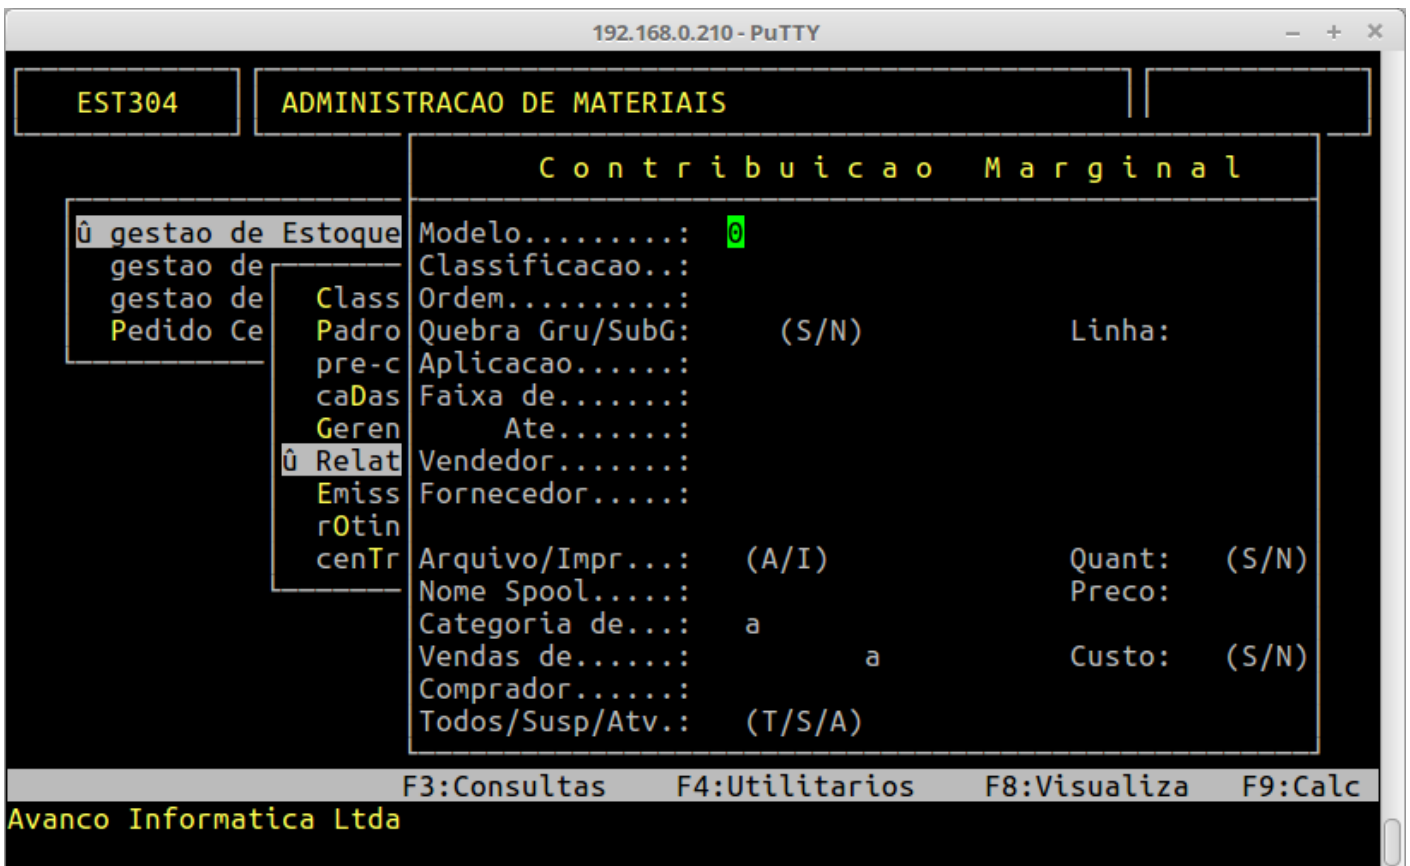 192.168.0.210 - PuTTY
EST304 ADMINISTRACAO DE MATERIAIS
C o n t r i b u i c a o M a r g i n a l
û gestao de Estoque
gestao de
gestao de
Pedido Ce
Class
Padro
pre-c
caDas
Geren
û Relat
Emiss
rOtin
cenTr
Modelo.........: 0
Classificacao..:
Ordem..........:
Quebra Gru/SubG: (S/N) Linha:
Aplicacao......:
Faixa de.......:
Ate.......:
Vendedor.......:
Fornecedor.....:
Arquivo/Impr...: (A/I) Quant: (S/N)
Nome Spool.....: Preco:
Categoria de...: a
Vendas de......: a Custo: (S/N)
Comprador......:
Todos/Susp/Atv.: (T/S/A)
F3:Consultas F4:Utilitarios F8:Visualiza F9:Calc
Avanco Informatica Ltda